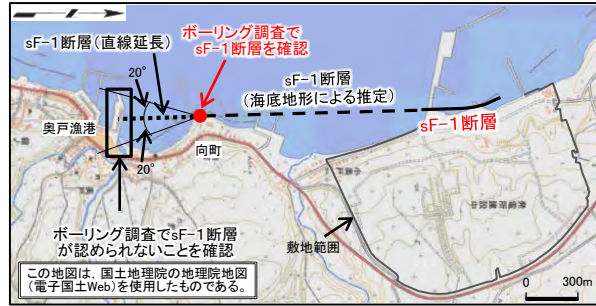 sF-1断層(直線延長)
ボーリング調査で
sF-1断層を確認
20°
sF-1断層
(海底地形による推定)
sF-1断層
奥戸漁港
20°
向町
ボーリング調査でsF-1断層
が認められないことを確認
敷地範囲
この地図は，国土地理院の地理院地図
(電子国土Web)を使用したものである。
0 300m